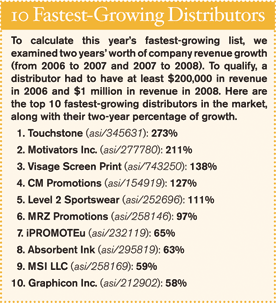 10 Fastest-Growing Distributors
To calculate this year's fastest-growing list, we
examined two years' worth of company revenue growth
(from 2006 to 2007 and 2007 to 2008). To qualify, a
distributor had to have at least $200,000 in revenue
in 2006 and $1 million in revenue in 2008. Here are
the top 10 fastest-growing distributors in the market,
along with their two-year percentage of growth.
1. Touchstone (asi/345631): 273%
2. Motivators Inc. (asi/277780): 211%
3. Visage Screen Print (asi/743250): 138%
4. CM Promotions (asi/154919): 127%
5. Level 2 Sportswear (asi/252696): 111%
6. MRZ Promotions (asi/258146): 97%
7. iPROMOTEu (asi/232119): 65%
8. Absorbent Ink (asi/295819): 63%
9. MSI LLC (asi/258169): 59%
10. Graphicon Inc. (asi/212902): 58%